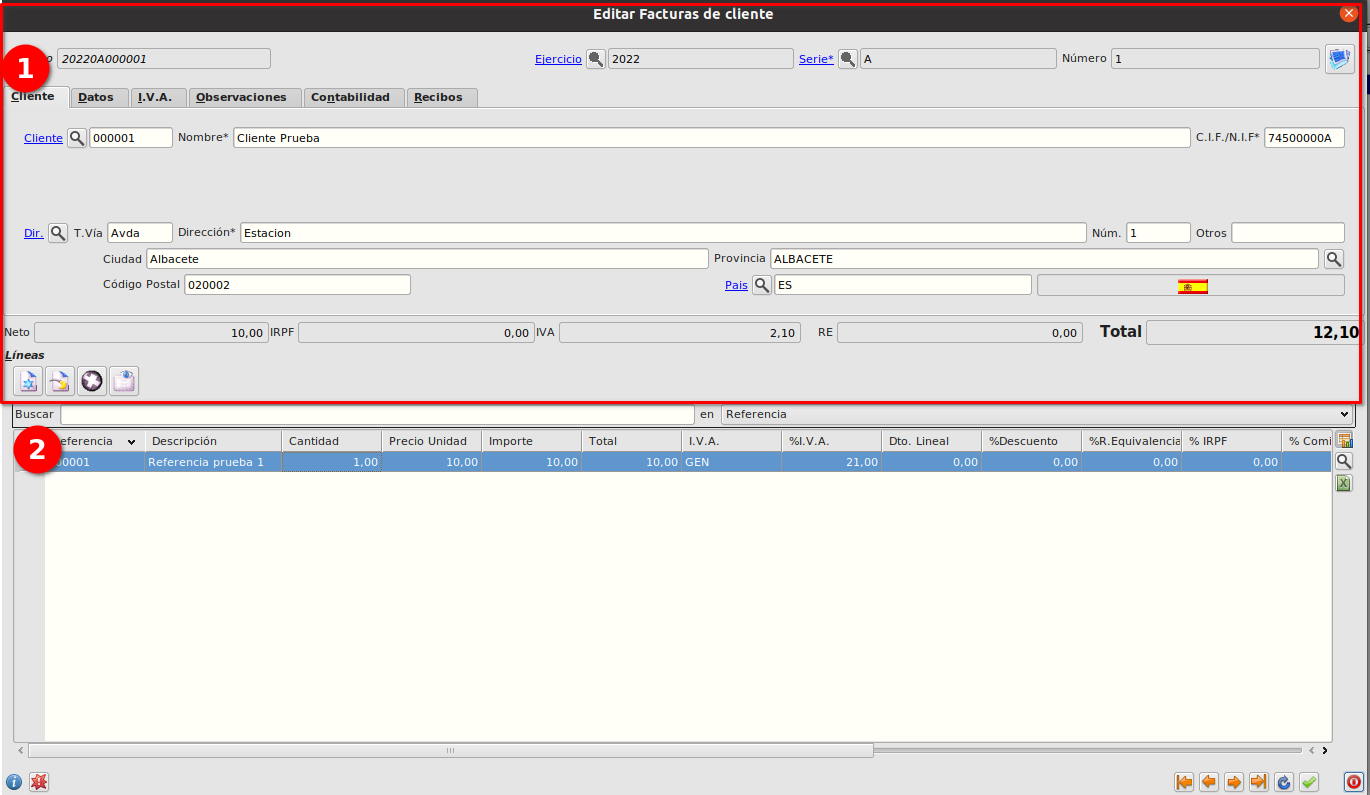 Editar Facturas de cliente
1
20220A000001 Ejercicio 2022 Serie* A Número 1
Cliente Datos I.V.A. Observaciones Contabilidad Recibos
Cliente 000001 Nombre* Cliente Prueba C.I.F./N.I.F* 74500000A
Dir. T.Vía Avda Dirección* Estacion Núm. 1 Otros
Ciudad Albacete Provincia ALBACETE
Código Postal 020002 Pais ES
Neto 10,00 IRPF 0,00 IVA 2,10 RE 0,00 Total 12,10
Líneas
Buscar en Referencia
2
eferencia Descripción Cantidad Precio Unidad Importe Total I.V.A. %I.V.A. Dto. Lineal %Descuento %R.Equivalencia % IRPF % Comi
00001 Referencia prueba 1 1,00 10,00 10,00 10,00 GEN 21,00 0,00 0,00 0,00 0,00